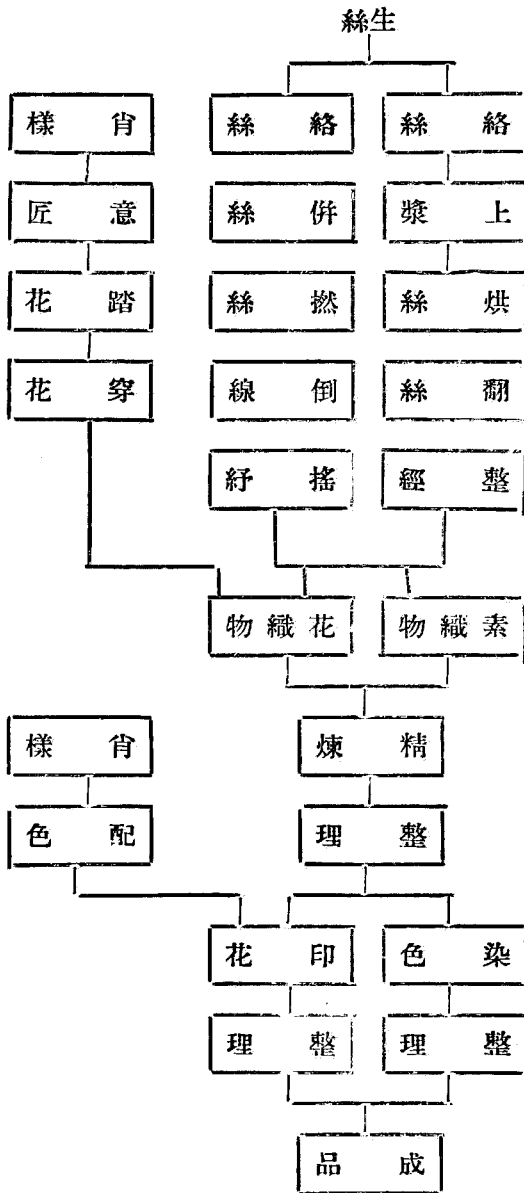 生絲
絡絲 絡絲 肖樣
上漿 併絲 意匠
烘絲 撚絲 踏花
翻絲 倒線 穿花
整經 搖紓
素織物 花織物
精煉 肖樣
整理 配色
染色 印花
整理 整理
成品